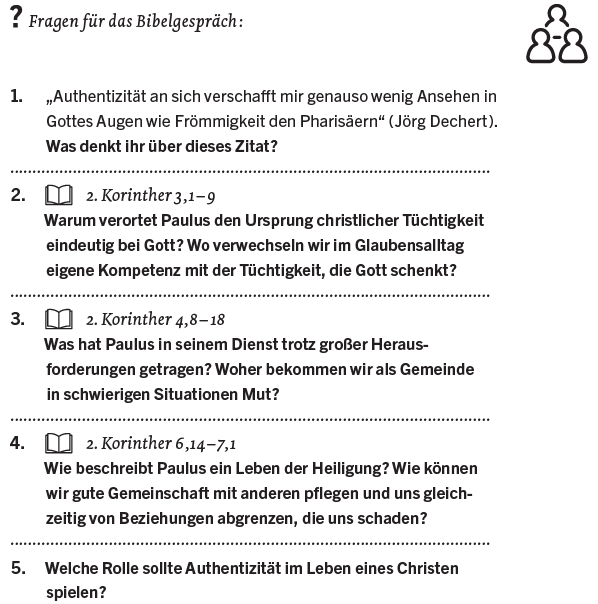 ? Fragen für das Bibelgespräch:
1. „Authentizität an sich verschafft mir genauso wenig Ansehen in
Gottes Augen wie Frömmigkeit den Pharisäern“ (Jörg Dechert).
Was denkt ihr über dieses Zitat?
2. 2. Korinther 3,1–9
Warum verortet Paulus den Ursprung christlicher Tüchtigkeit
eindeutig bei Gott? Wo verwechseln wir im Glaubensalltag
eigene Kompetenz mit der Tüchtigkeit, die Gott schenkt?
3. 2. Korinther 4,8–18
Was hat Paulus in seinem Dienst trotz großer Heraus-
forderungen getragen? Woher bekommen wir als Gemeinde
in schwierigen Situationen Mut?
4. 2. Korinther 6,14–7,1
Wie beschreibt Paulus ein Leben der Heiligung? Wie können
wir gute Gemeinschaft mit anderen pflegen und uns gleich-
zeitig von Beziehungen abgrenzen, die uns schaden?
5. Welche Rolle sollte Authentizität im Leben eines Christen
spielen?